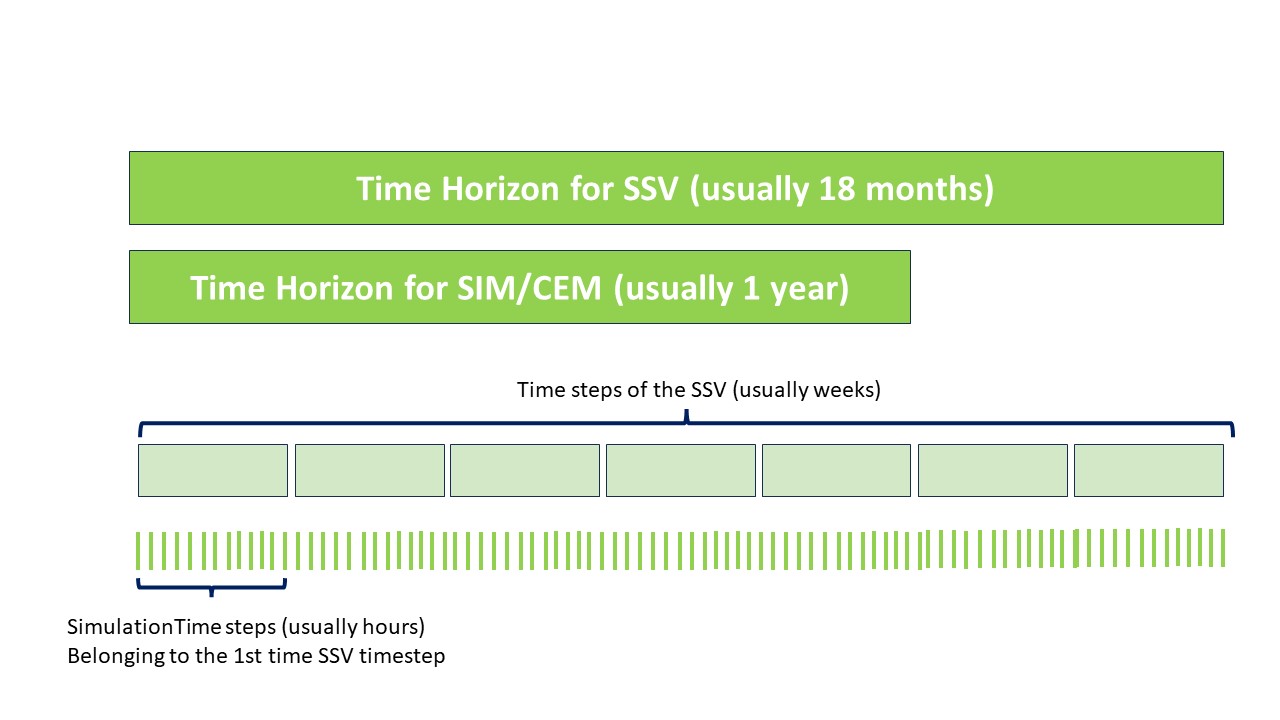 Time Horizon for SSV (usually 18 months)
Time Horizon for SIM/CEM (usually 1 year)
Time steps of the SSV (usually weeks)
SimulationTime steps (usually hours)
Belonging to the 1st time SSV timestep